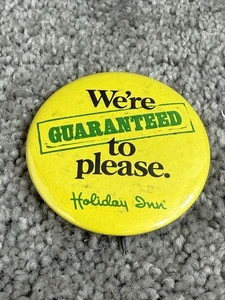 We're
GUARANTEED
to
please.
Holiday Inn